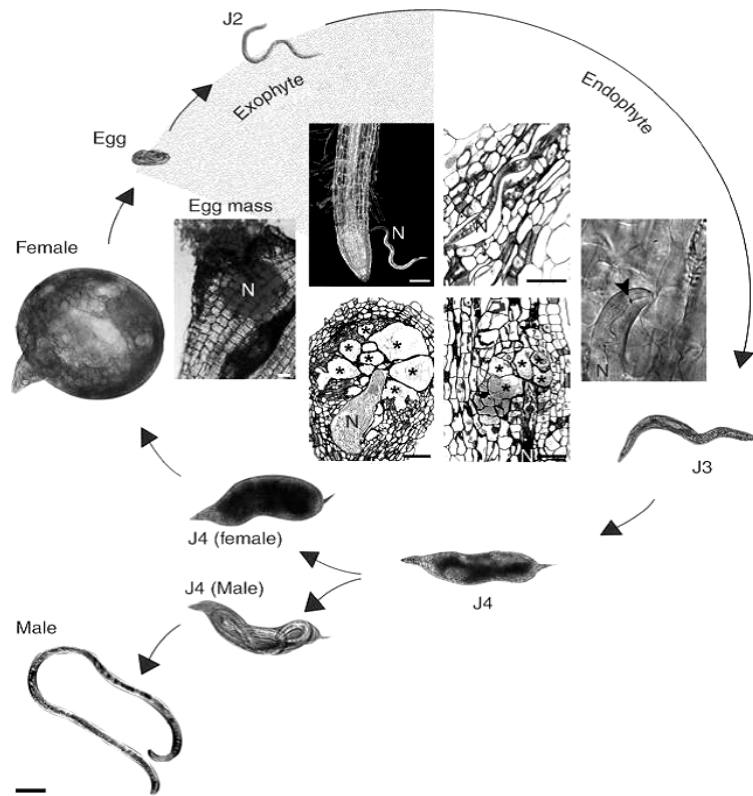 J2
Exophyte
Endophyte
Egg
N
N
Egg mass
Female
N
* * * * * * *
N
* * * * *
N
N
J3
J4 (female)
J4
J4 (Male)
Male